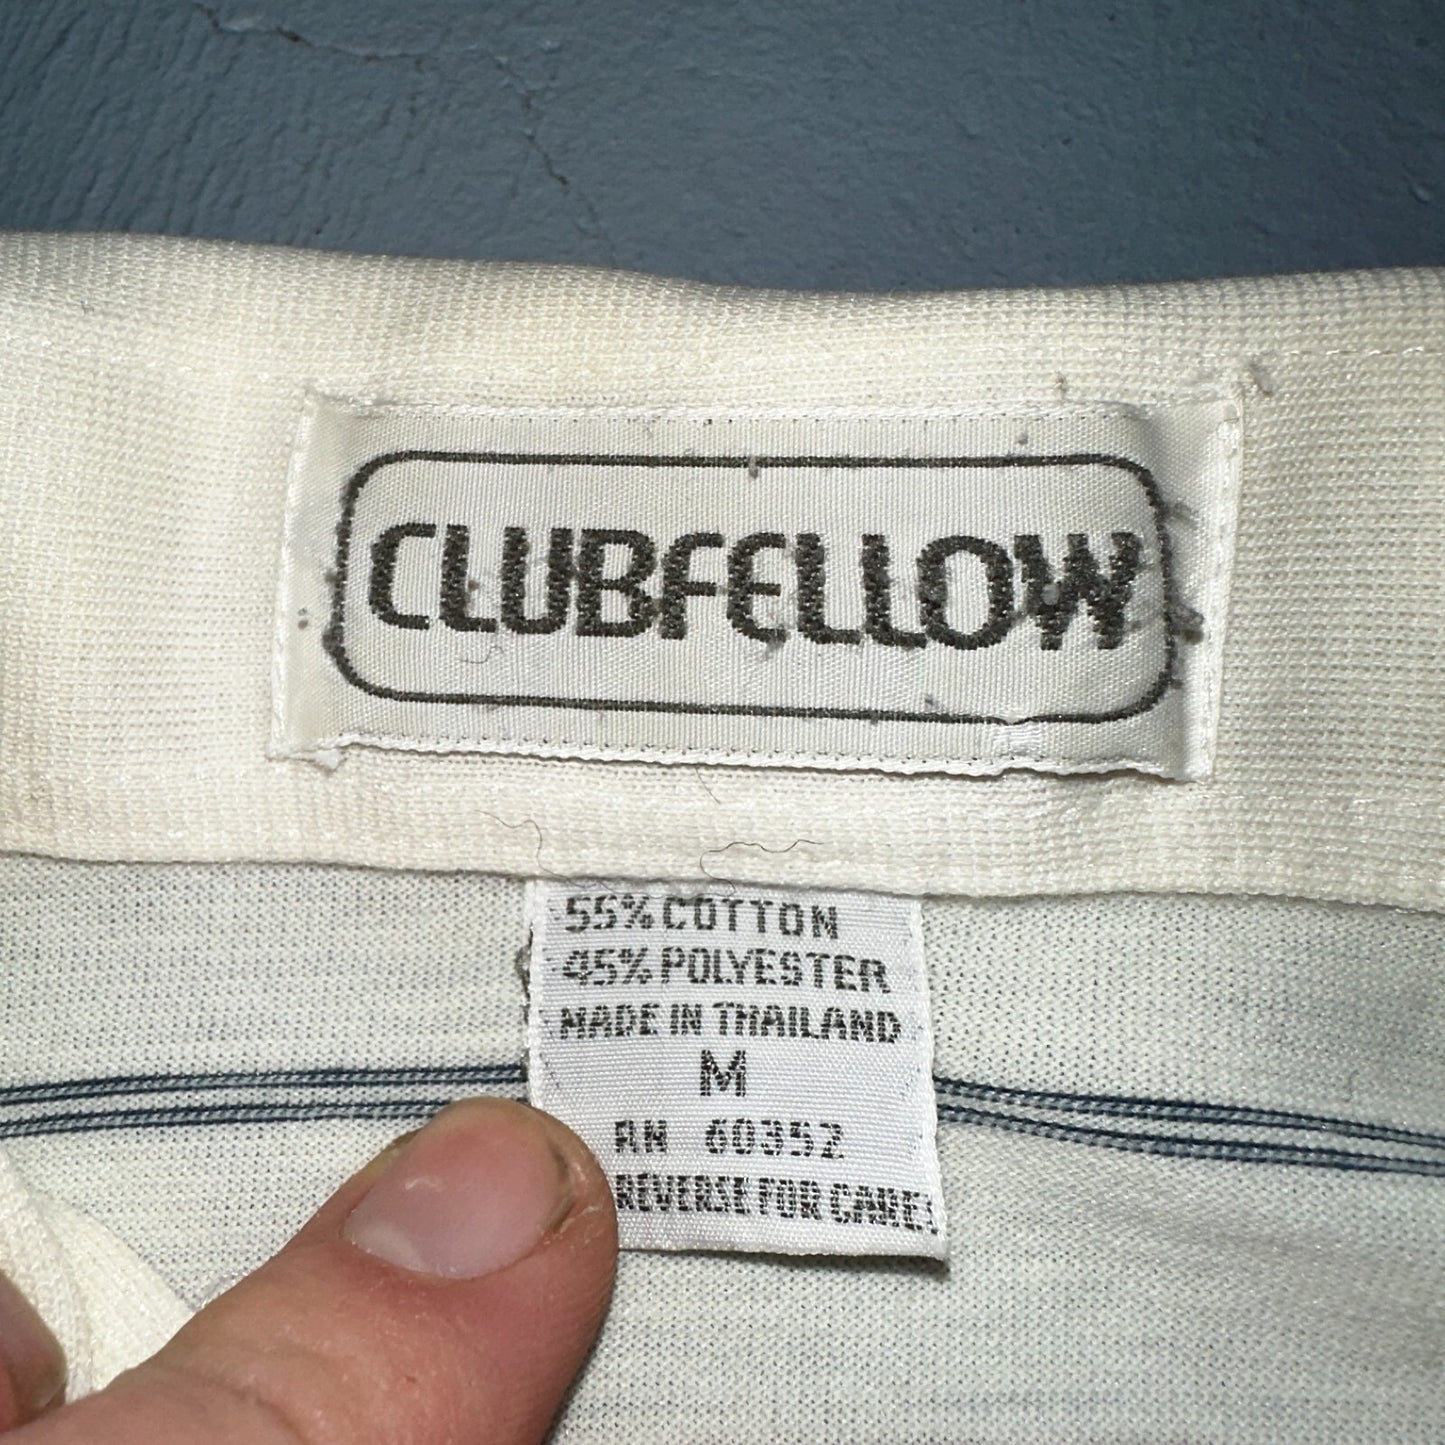 CLUBFELLOW
55% COTTON
45% POLYESTER
MADE IN THAILAND
M
RN 60352
REVERSE FOR CARE